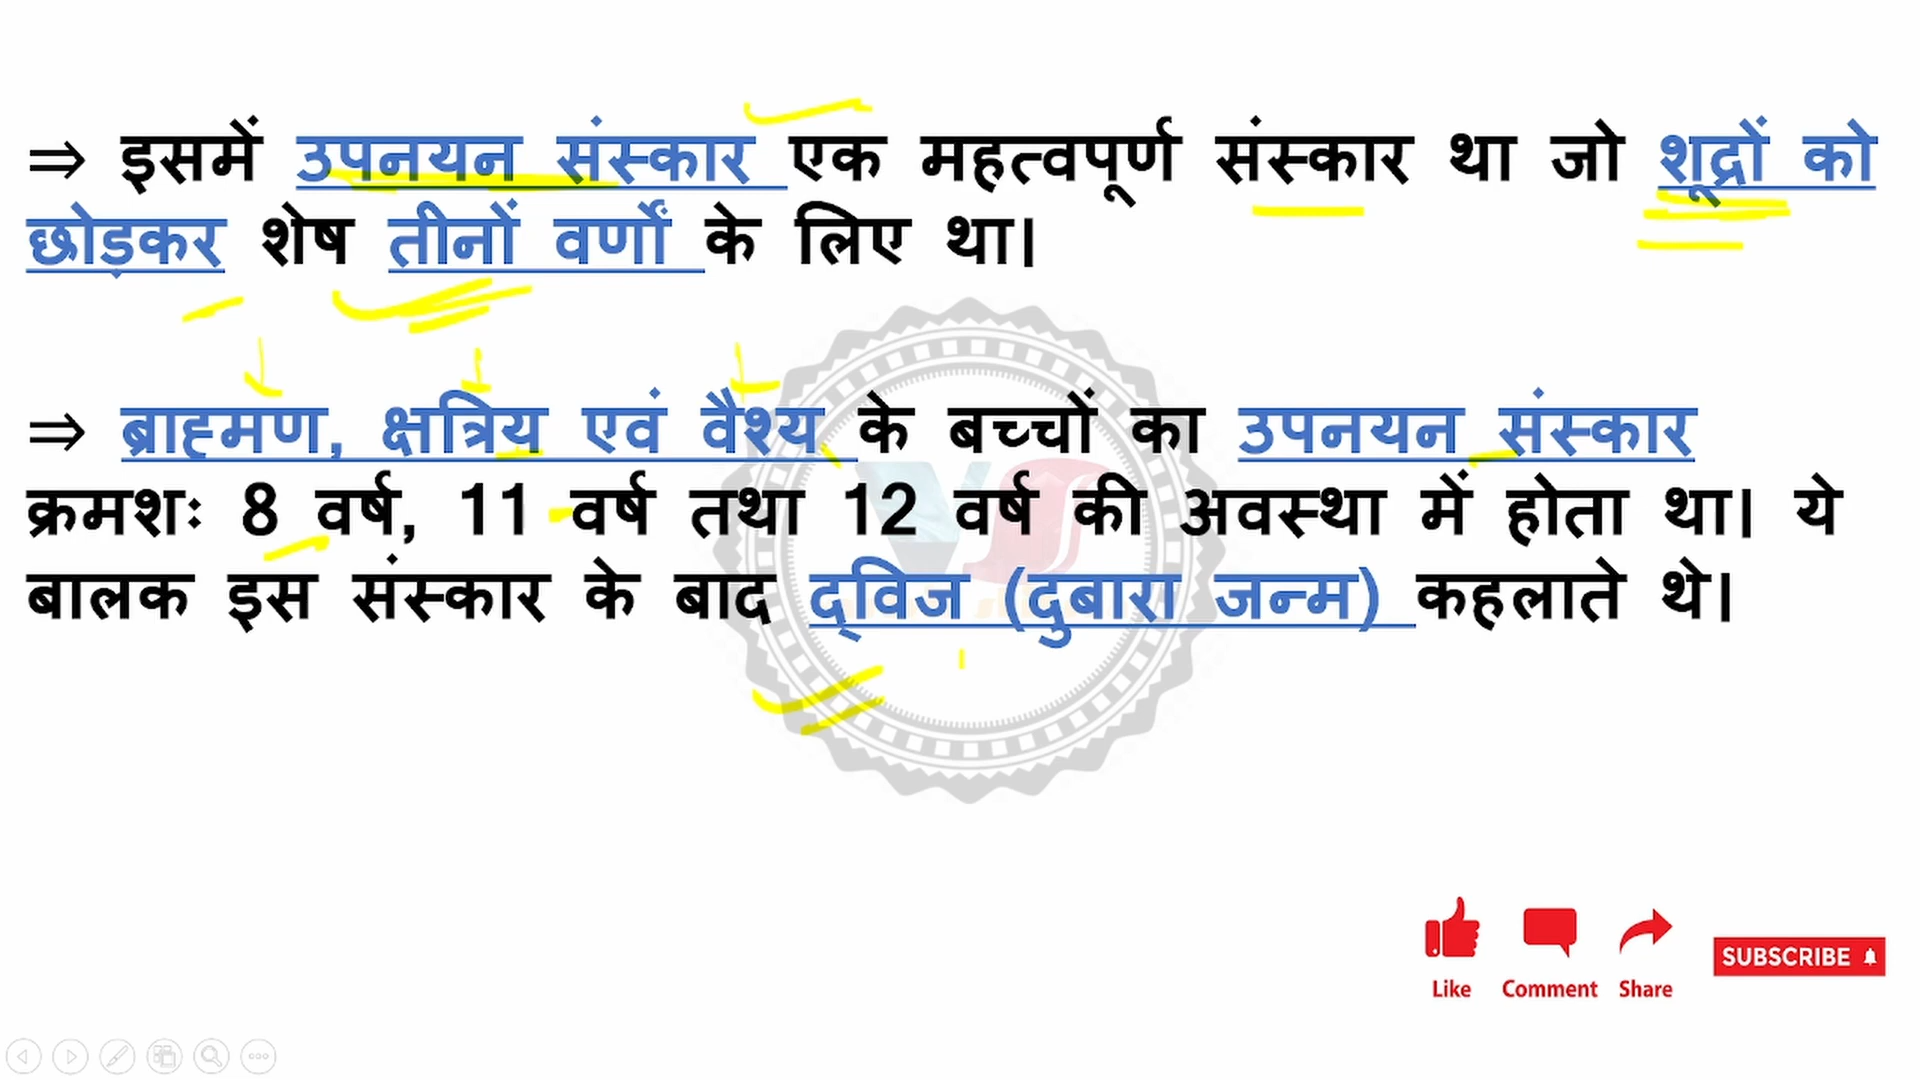 ⇒ इसमें उपनयन संस्कार एक महत्वपूर्ण संस्कार था जो शूद्रों को
छोड़कर शेष तीनों वर्णों के लिए था।
⇒ ब्राह्मण, क्षत्रिय एवं वैश्य के बच्चों का उपनयन संस्कार
क्रमशः 8 वर्ष, 11 वर्ष तथा 12 वर्ष की अवस्था में होता था। ये
बालक इस संस्कार के बाद द्विज (दुबारा जन्म) कहलाते थे।
VS
Like Comment Share SUBSCRIBE